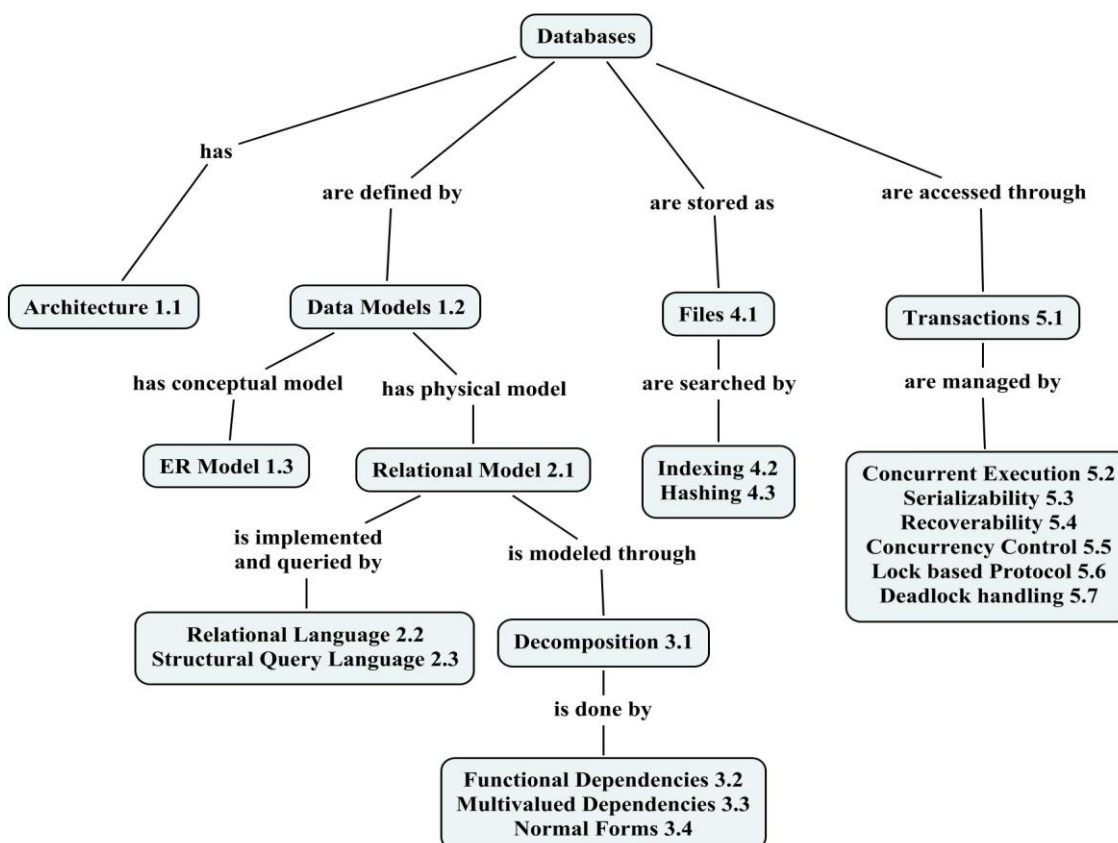 Databases
has
are defined by
are stored as
are accessed through
Architecture 1.1
Data Models 1.2
Files 4.1
Transactions 5.1
has conceptual model
has physical model
are searched by
are managed by
ER Model 1.3
Relational Model 2.1
Indexing 4.2
Hashing 4.3
Concurrent Execution 5.2
Serializability 5.3
Recoverability 5.4
Concurrency Control 5.5
Lock based Protocol 5.6
Deadlock handling 5.7
is implemented
and queried by
is modeled through
Relational Language 2.2
Structural Query Language 2.3
Decomposition 3.1
is done by
Functional Dependencies 3.2
Multivalued Dependencies 3.3
Normal Forms 3.4